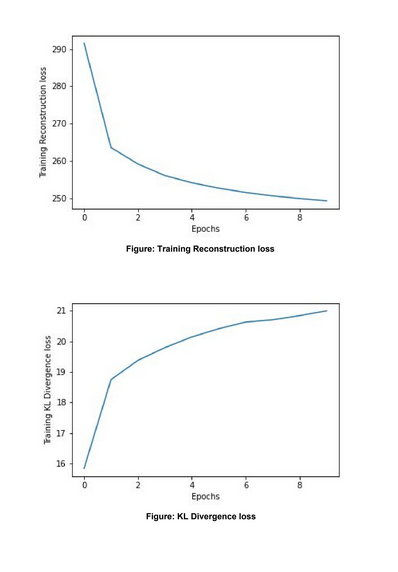 290
280
270
260
250
Training Reconstruction loss
0 2 4 6 8
Epochs
Figure: Training Reconstruction loss
21
20
19
18
17
16
Training KL Divergence loss
0 2 4 6 8
Epochs
Figure: KL Divergence loss